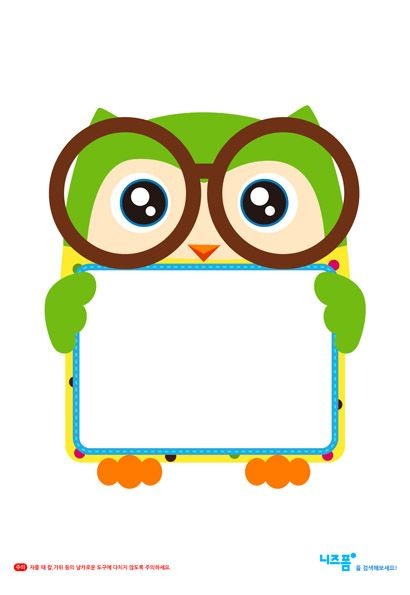 주의 자를 때 칼,가위 등의 날카로운 도구에 다치지 않도록 주의하세요.
니즈폼 을 검색해보세요!